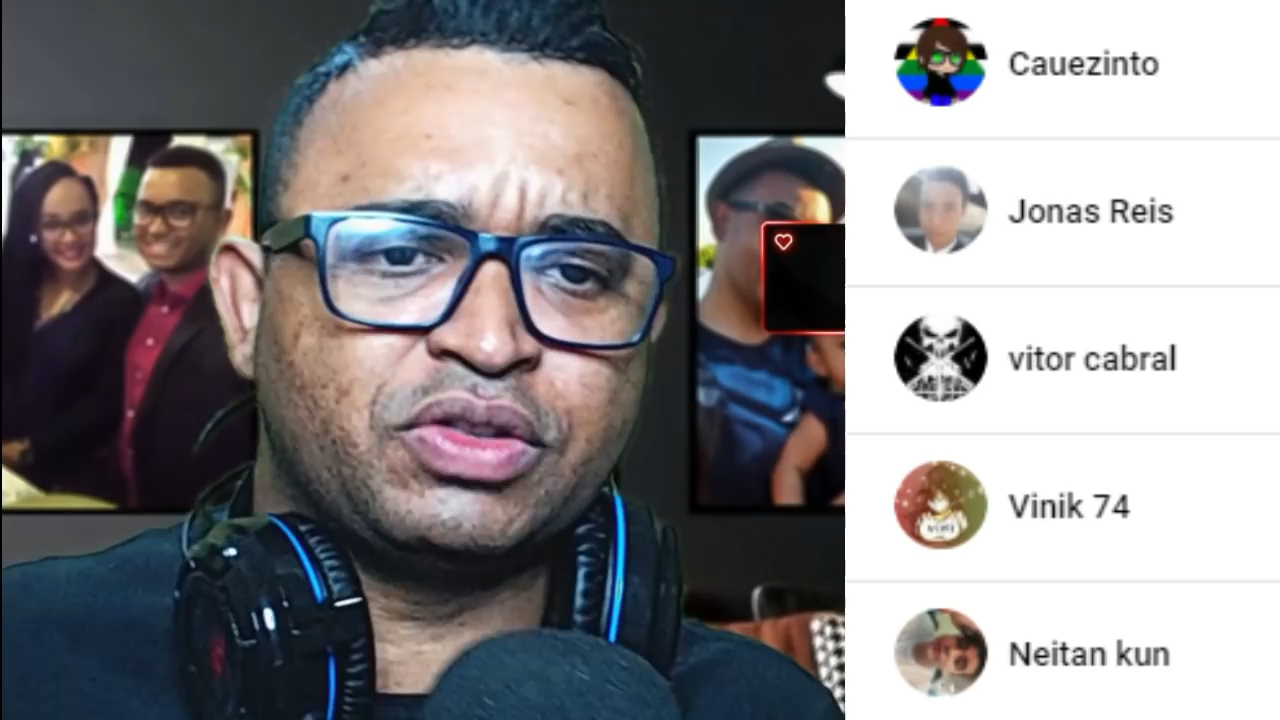 Cauezinto
Jonas Reis
vitor cabral
Vinik 74
Neitan kun